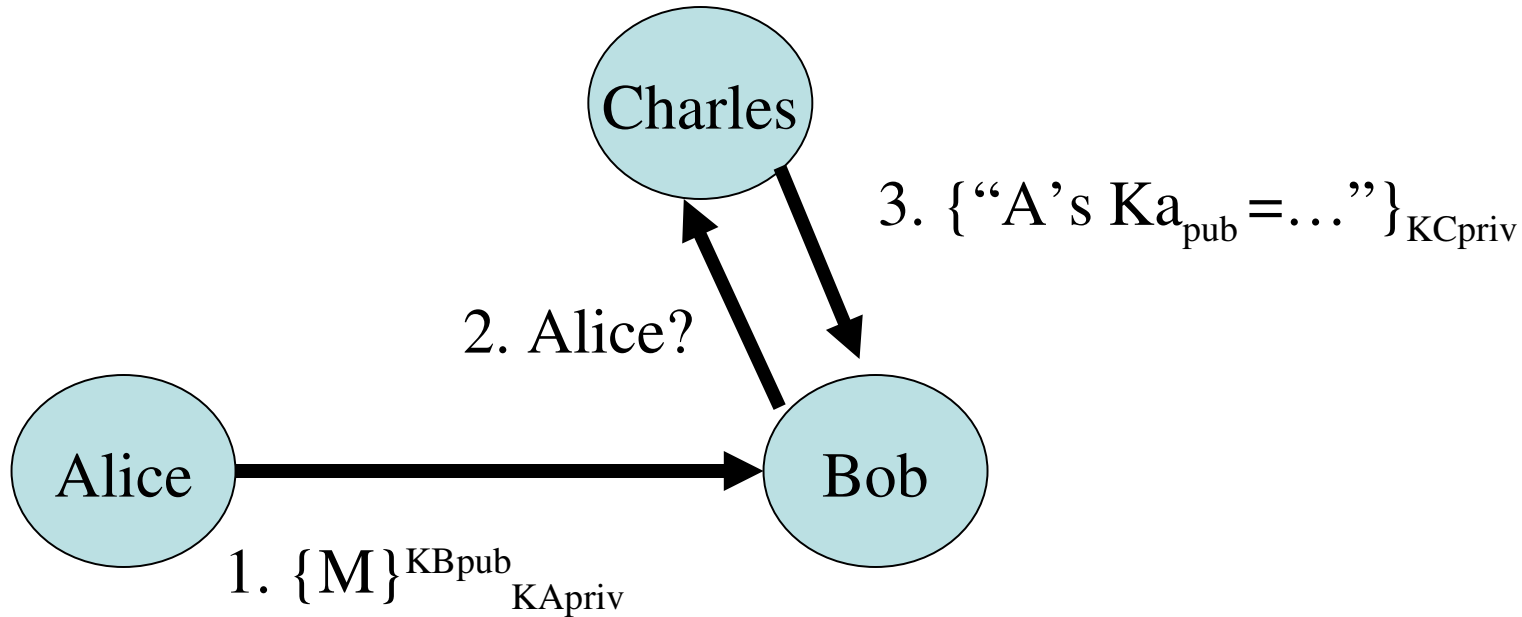 Charles
3. {“A’s Ka_pub =…”}_KCpriv
2. Alice?
Alice
Bob
1. {M}^KBpub_KApriv